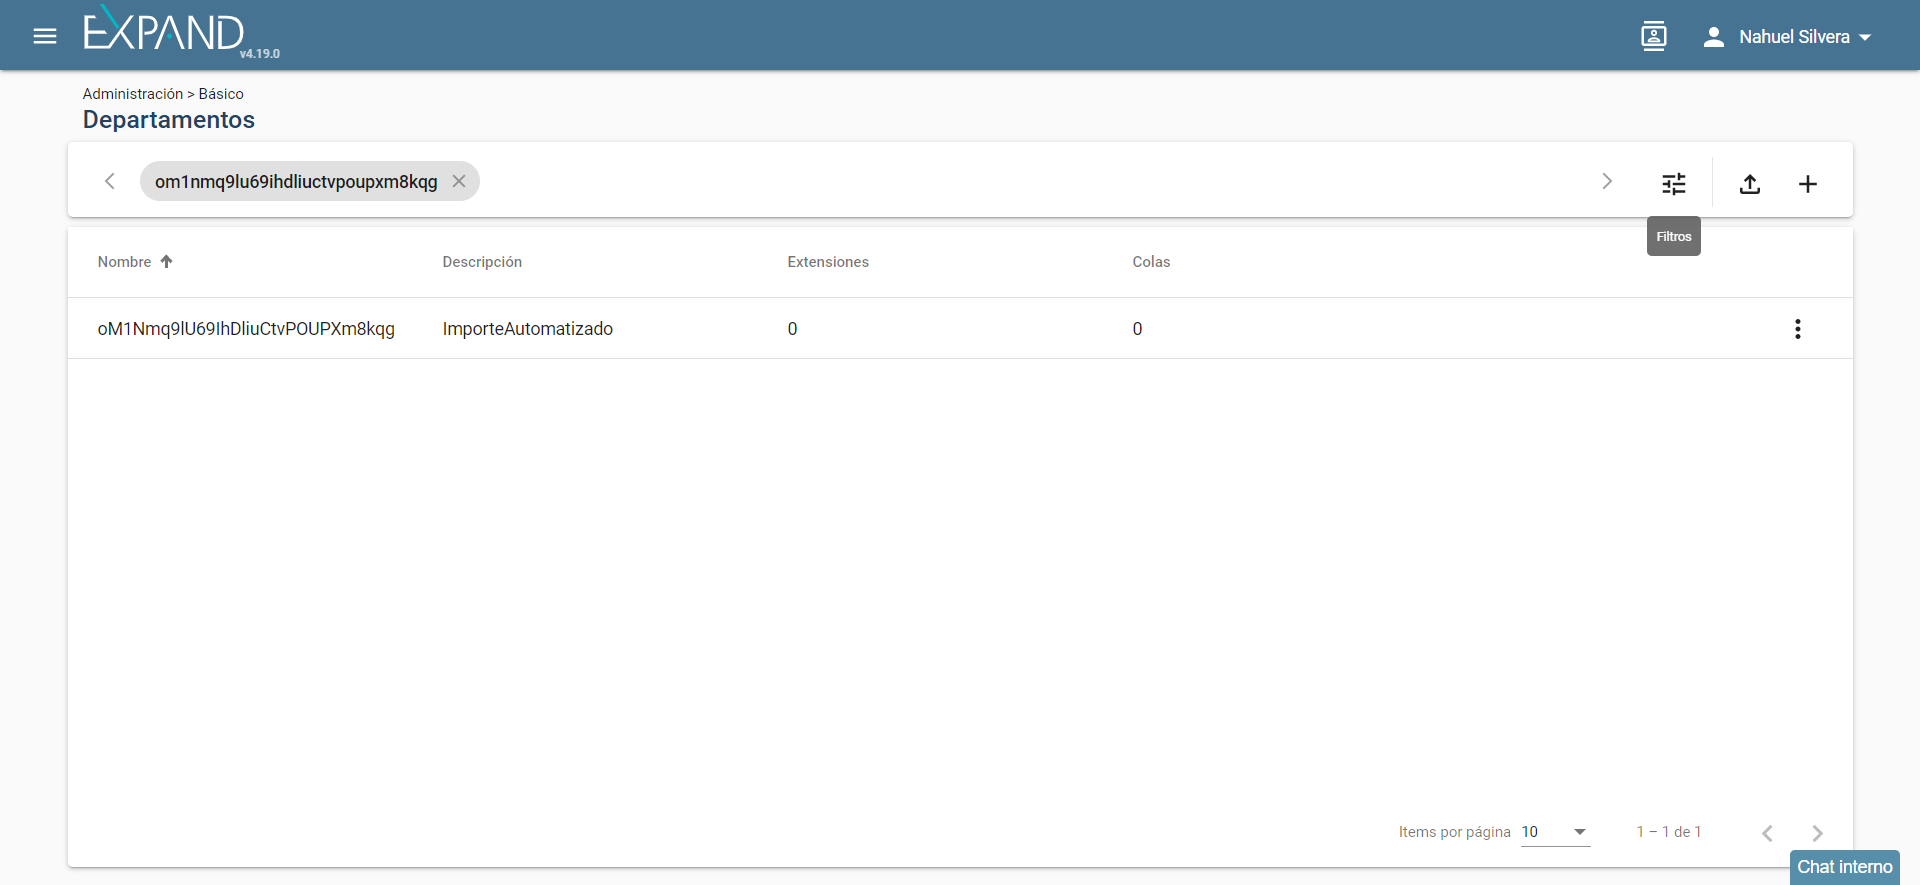 EXPAND
v4.19.0
Nahuel Silvera
Administración > Básico
Departamentos
om1nmq9lu69ihdliuctvpoupxm8kqg
Filtros
Nombre Descripción Extensiones Colas
oM1Nmq9lU69IhDliuCtvPOUPXm8kqg ImporteAutomatizado 0 0
Items por página 10 1 – 1 de 1
Chat interno